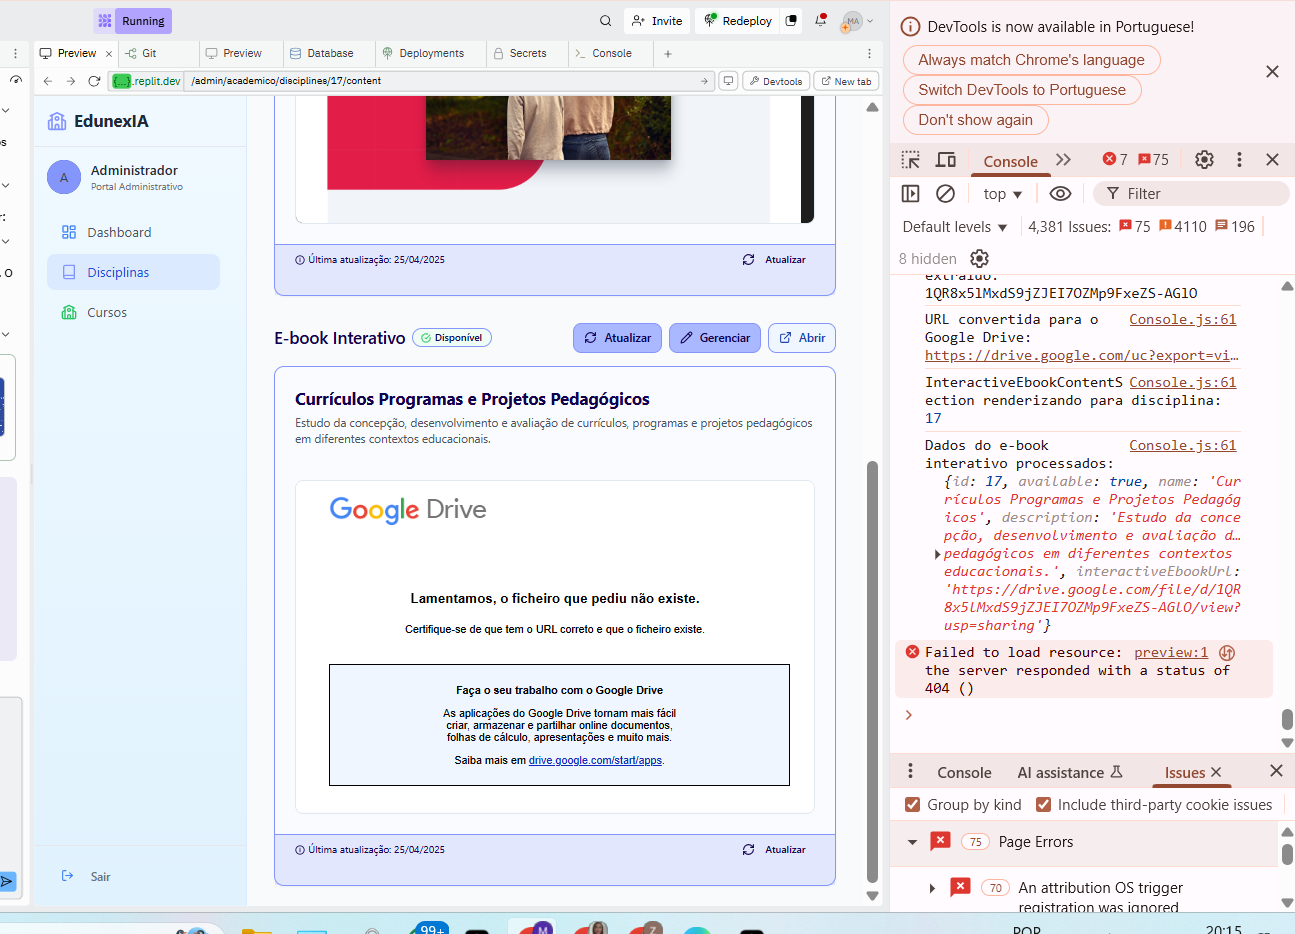 Running
Invite
Redeploy
MA
Preview
Git
Preview
Database
Deployments
Secrets
Console
{...}.replit.dev
/admin/academico/disciplines/17/content
Devtools
New tab
EdunexIA
A
Administrador
Portal Administrativo
Dashboard
Disciplinas
Cursos
Sair
Última atualização: 25/04/2025
Atualizar
E-book Interativo
Disponível
Atualizar
Gerenciar
Abrir
Currículos Programas e Projetos Pedagógicos
Estudo da concepção, desenvolvimento e avaliação de currículos, programas e projetos pedagógicos
em diferentes contextos educacionais.
Google Drive
Lamentamos, o ficheiro que pediu não existe.
Certifique-se de que tem o URL correto e que o ficheiro existe.
Faça o seu trabalho com o Google Drive
As aplicações do Google Drive tornam mais fácil
criar, armazenar e partilhar online documentos,
folhas de cálculo, apresentações e muito mais.
Saiba mais em drive.google.com/start/apps.
Última atualização: 25/04/2025
Atualizar
DevTools is now available in Portuguese!
Always match Chrome's language
Switch DevTools to Portuguese
Don't show again
Console
7
75
top
Filter
Default levels
4,381 Issues:
75
4110
196
8 hidden
extraído:
1QR8x5lMxdS9jZJEI7OZMp9FxeZS-AGlO
URL convertida para o Console.js:61
Google Drive:
https://drive.google.com/uc?export=vi…
InteractiveEbookContentS Console.js:61
ection renderizando para disciplina:
17
Dados do e-book Console.js:61
interativo processados:
{id: 17, available: true, name: 'Cur
rículos Programas e Projetos Pedagóg
icos', description: 'Estudo da conce
pção, desenvolvimento e avaliação d…
pedagógicos em diferentes contextos
educacionais.', interactiveEbookUrl:
'https://drive.google.com/file/d/1QR
8x5lMxdS9jZJEI7OZMp9FxeZS-AGlO/view?
usp=sharing'}
Failed to load resource: preview:1
the server responded with a status of
404 ()
Console
AI assistance
Issues
Group by kind
Include third-party cookie issues
75
Page Errors
70
An attribution OS trigger
registration was ignored
99+
M
Z
POR
20:15